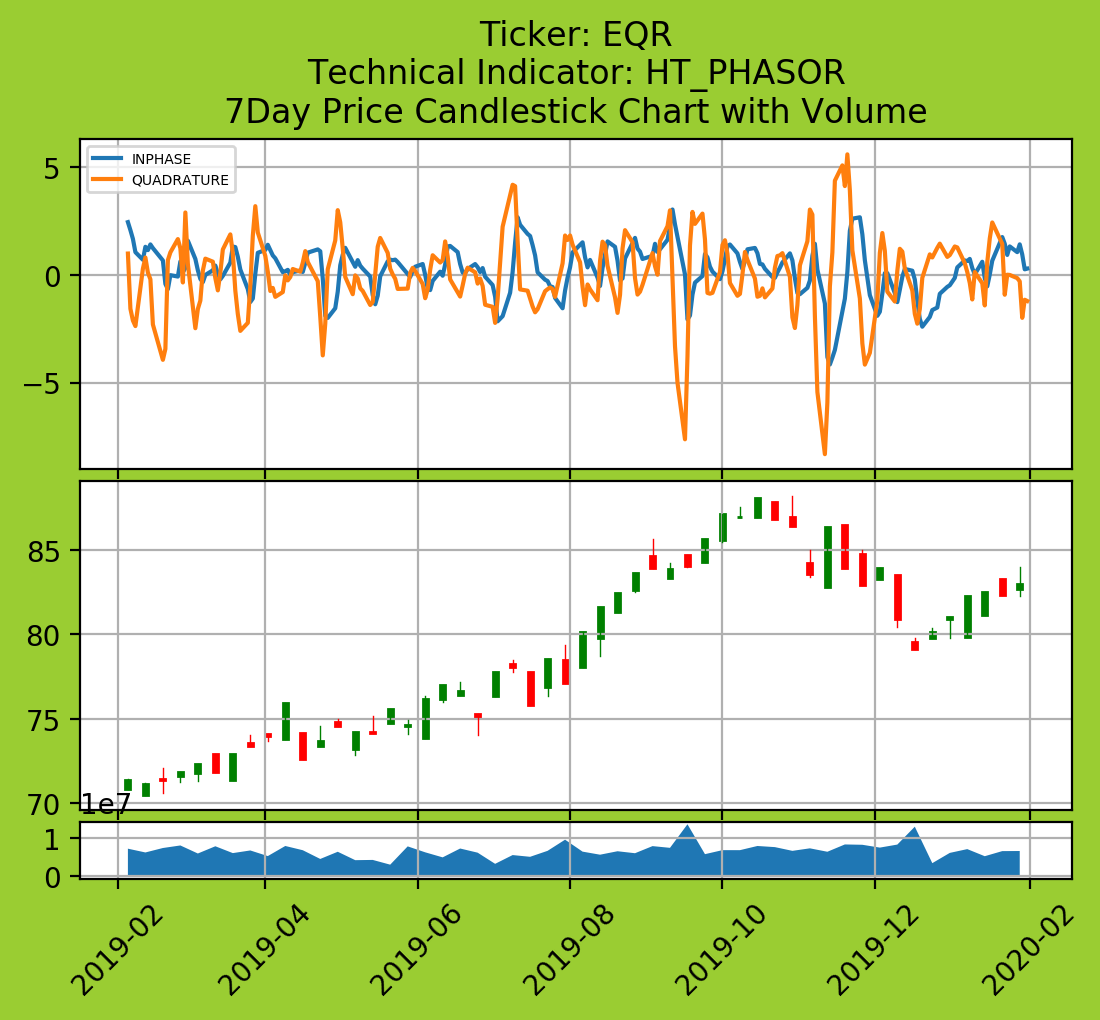 Ticker: EQR
Technical Indicator: HT_PHASOR
7Day Price Candlestick Chart with Volume
INPHASE
QUADRATURE
5
0
−5
85
80
75
70
1e7
1
0
2019-02
2019-04
2019-06
2019-08
2019-10
2019-12
2020-02